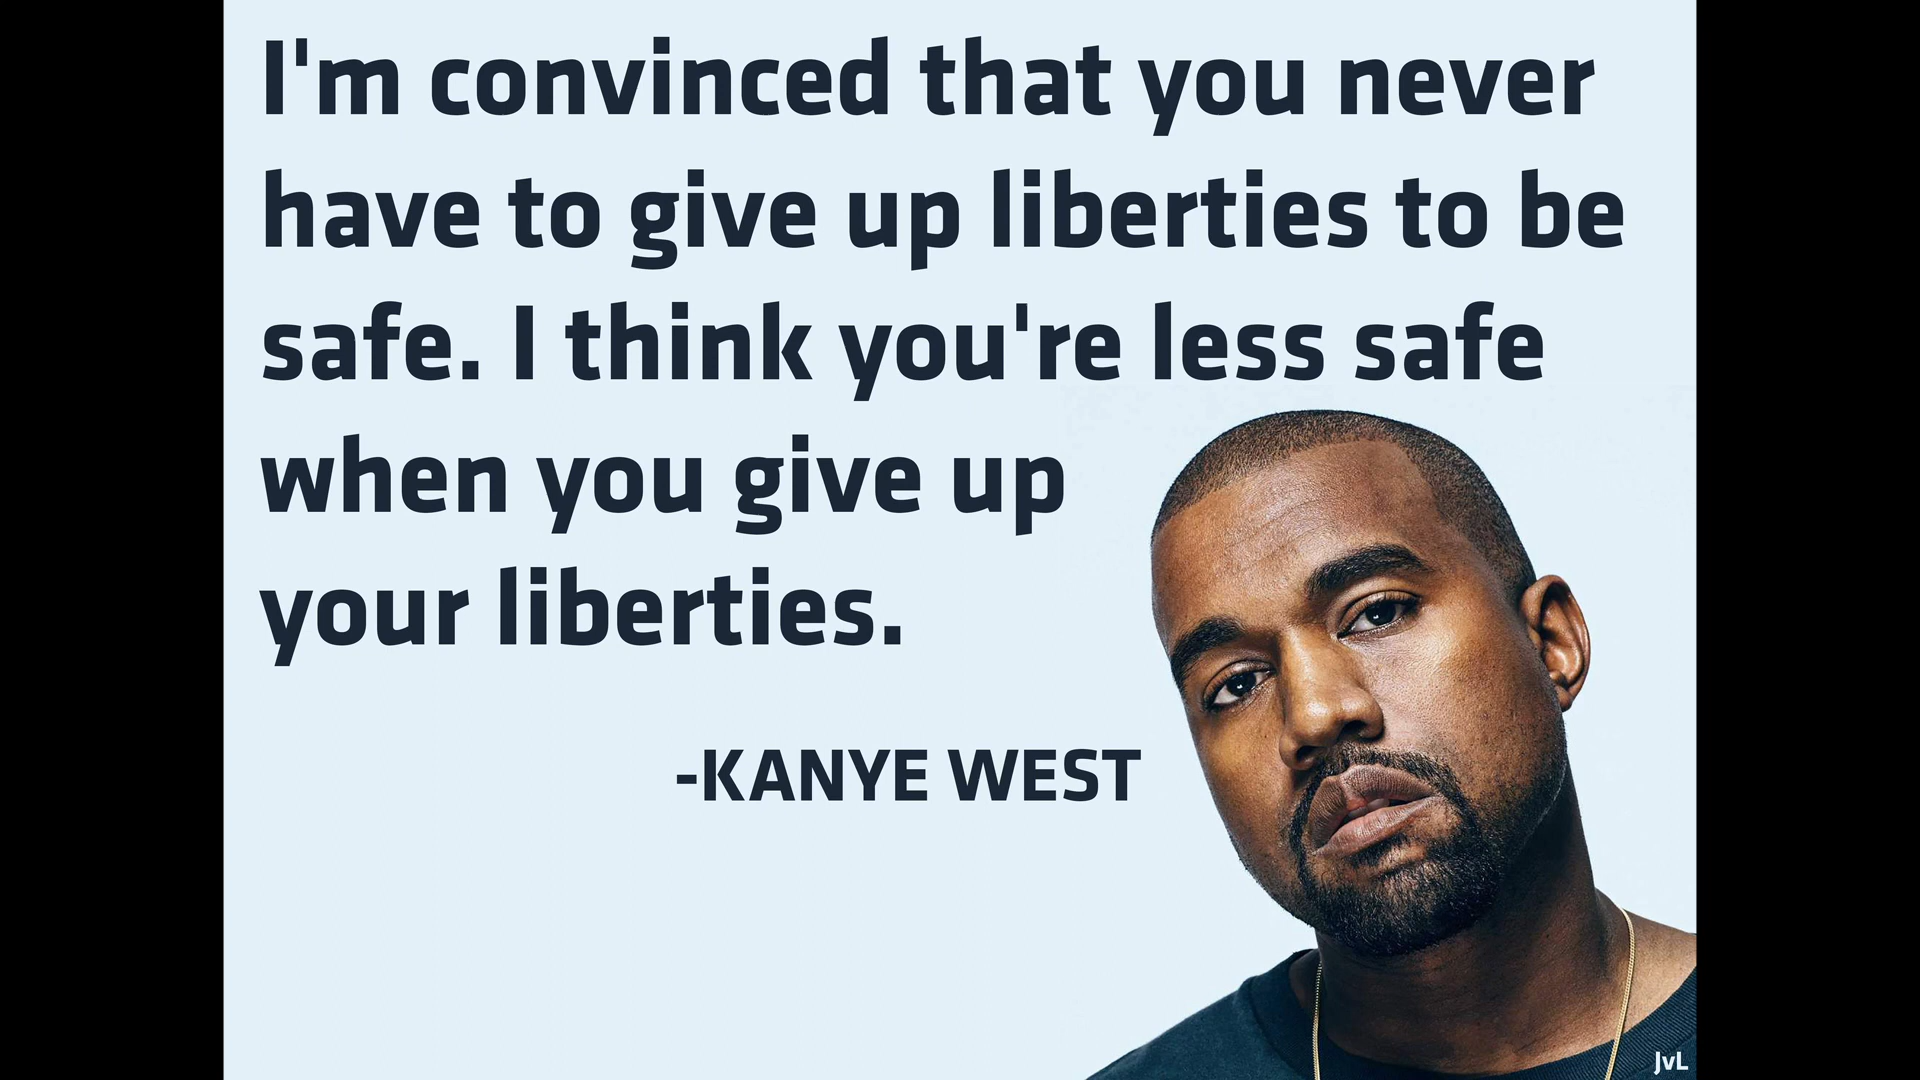 I'm convinced that you never
have to give up liberties to be
safe. I think you're less safe
when you give up
your liberties.
-KANYE WEST
JvL